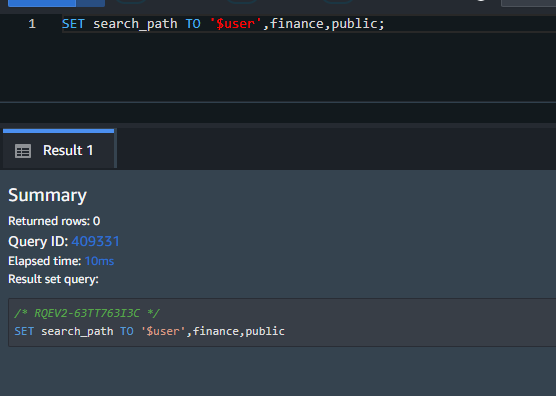 1 SET search_path TO '$user',finance,public;
Result 1
Summary
Returned rows: 0
Query ID: 409331
Elapsed time: 10ms
Result set query:
/* RQEV2-63TT763I3C */
SET search_path TO '$user',finance,public